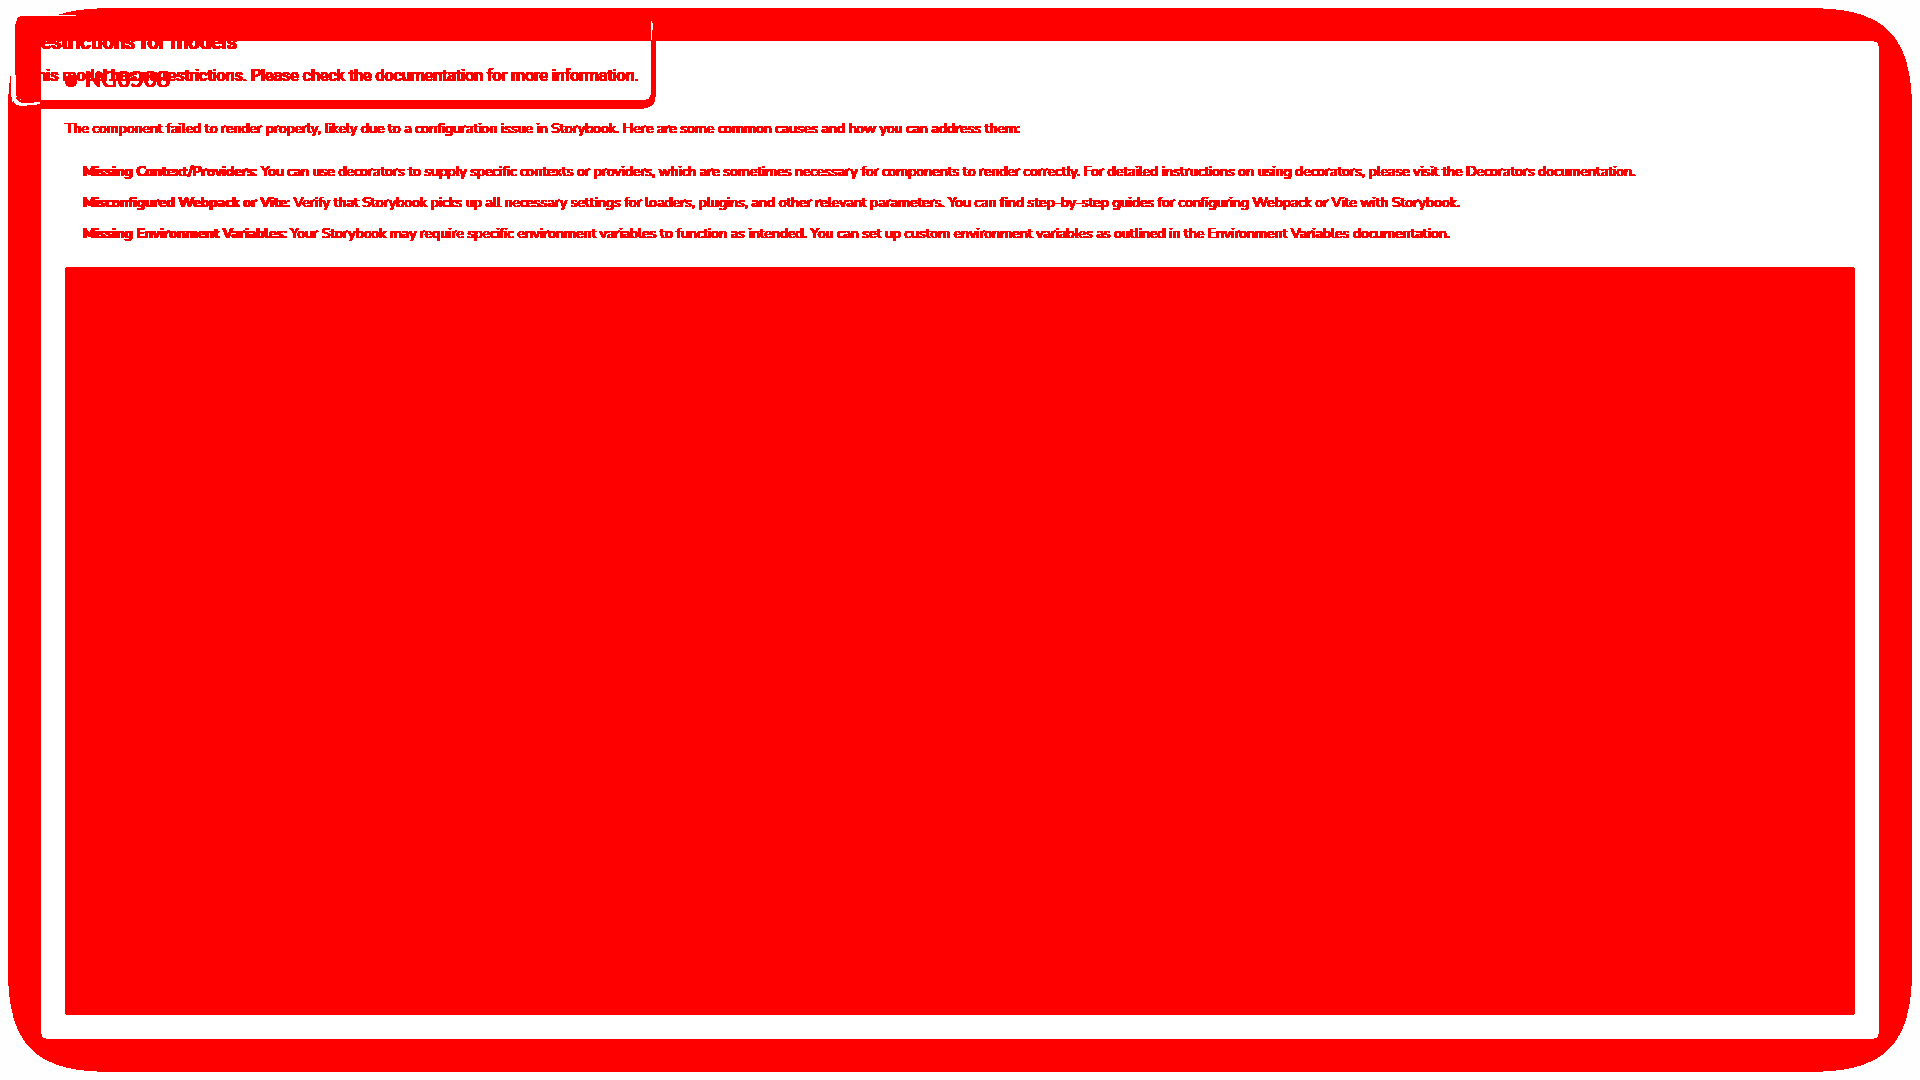 estrictions for models
his model has restrictions. Please check the documentation for more information.
NG0908
The component failed to render properly, likely due to a configuration issue in Storybook. Here are some common causes and how you can address them:
Missing Context/Providers: You can use decorators to supply specific contexts or providers, which are sometimes necessary for components to render correctly. For detailed instructions on using decorators, please visit the Decorators documentation.
Misconfigured Webpack or Vite: Verify that Storybook picks up all necessary settings for loaders, plugins, and other relevant parameters. You can find step-by-step guides for configuring Webpack or Vite with Storybook.
Missing Environment Variables: Your Storybook may require specific environment variables to function as intended. You can set up custom environment variables as outlined in the Environment Variables documentation.